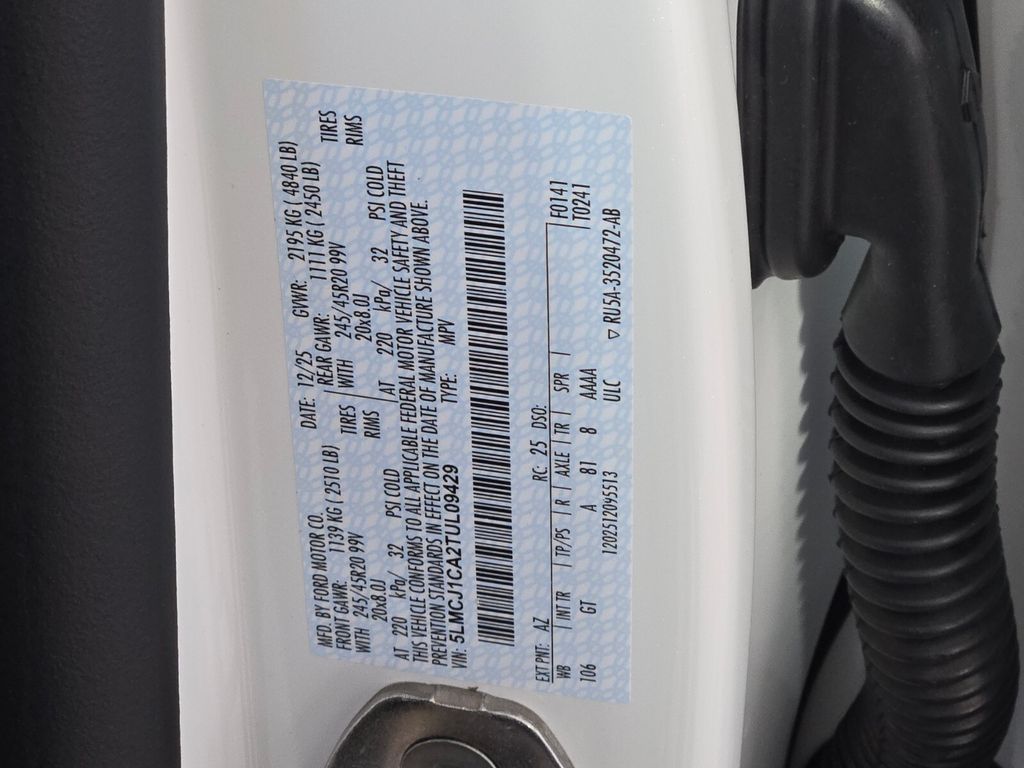 MFD. BY FORD MOTOR CO. DATE: 12/25 GVWR: 2195 KG ( 4840 LB)
FRONT GAWR: 1139 KG ( 2510 LB) REAR GAWR: 1111 KG ( 2450 LB)
WITH 245/45R20 99V TIRES WITH 245/45R20 99V TIRES
20x8.0J RIMS 20x8.0J RIMS
AT 220 kPa/ 32 PSI COLD AT 220 kPa/ 32 PSI COLD
THIS VEHICLE CONFORMS TO ALL APPLICABLE FEDERAL MOTOR VEHICLE SAFETY AND THEFT
PREVENTION STANDARDS IN EFFECT ON THE DATE OF MANUFACTURE SHOWN ABOVE.
VIN: 5LMCJ1CA2TUL09429 TYPE: MPV
EXT PNT: AZ RC: 25 DSO: F0141
WB | INT TR | TP/PS | R | AXLE | TR | SPR | T0241
106 GT A 81 B AAAA
1202512095513 ULC ▽ RU5A-3520472-AB